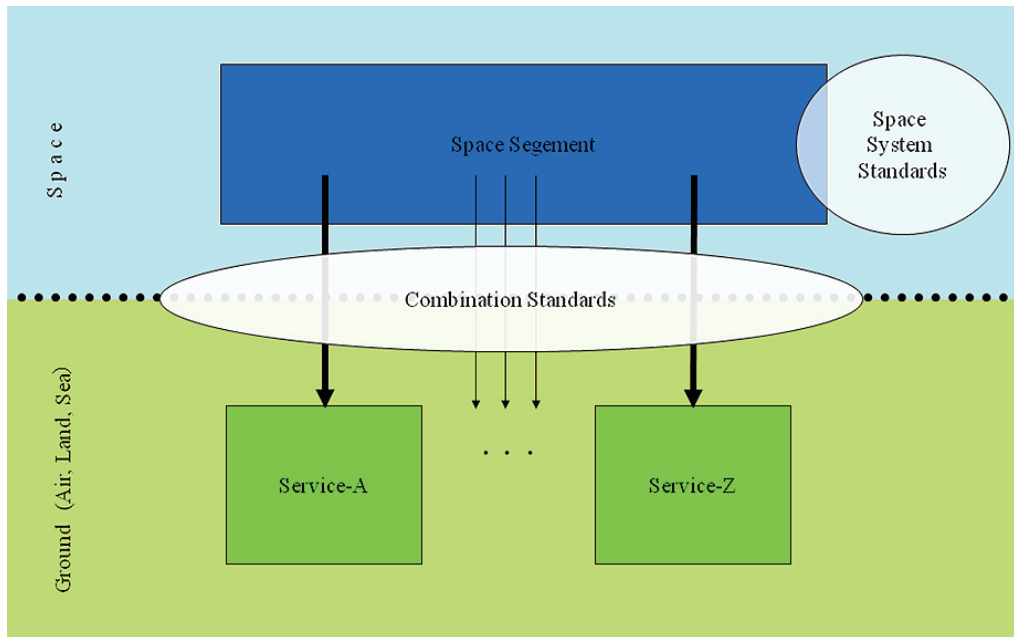 Space
Space Segement
Space
System
Standards
Combination Standards
Ground (Air, Land, Sea)
. . .
Service-A
Service-Z